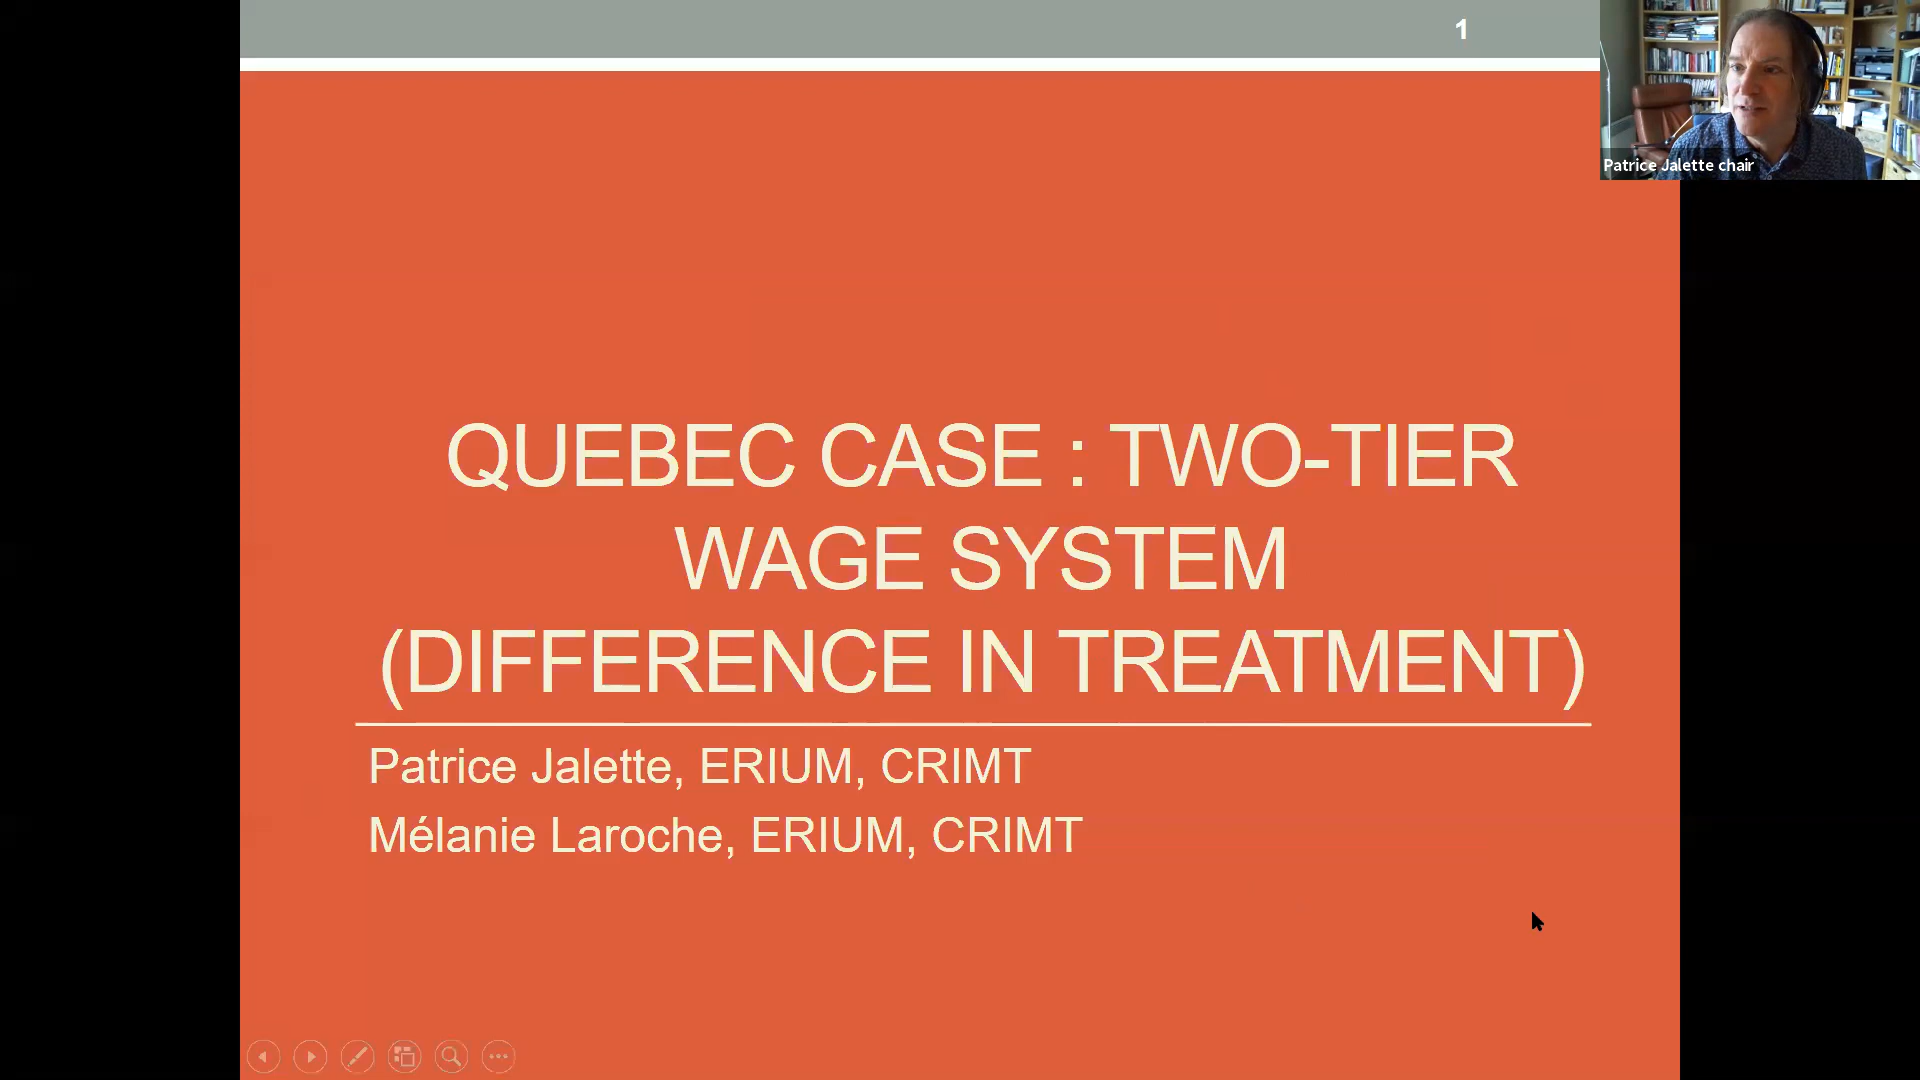 1
Patrice Jalette chair
QUEBEC CASE : TWO-TIER
WAGE SYSTEM
(DIFFERENCE IN TREATMENT)
Patrice Jalette, ERIUM, CRIMT
Mélanie Laroche, ERIUM, CRIMT